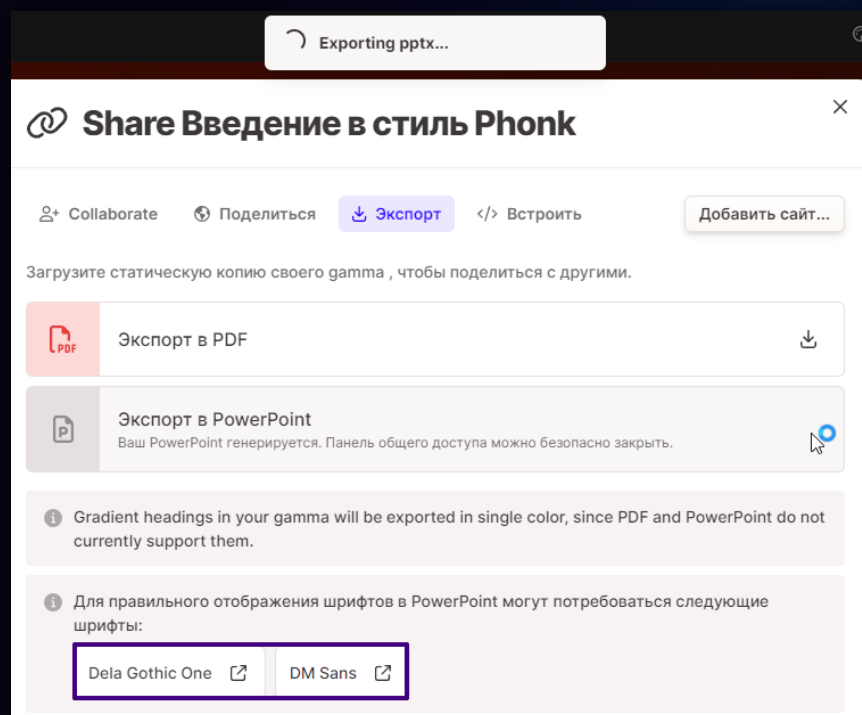 Exporting pptx...
Share Введение в стиль Phonk
Collaborate Поделиться Экспорт </> Встроить Добавить сайт...
Загрузите статическую копию своего gamma , чтобы поделиться с другими.
PDF Экспорт в PDF
P Экспорт в PowerPoint
Ваш PowerPoint генерируется. Панель общего доступа можно безопасно закрыть.
Gradient headings in your gamma will be exported in single color, since PDF and PowerPoint do not
currently support them.
Для правильного отображения шрифтов в PowerPoint могут потребоваться следующие
шрифты:
Dela Gothic One DM Sans